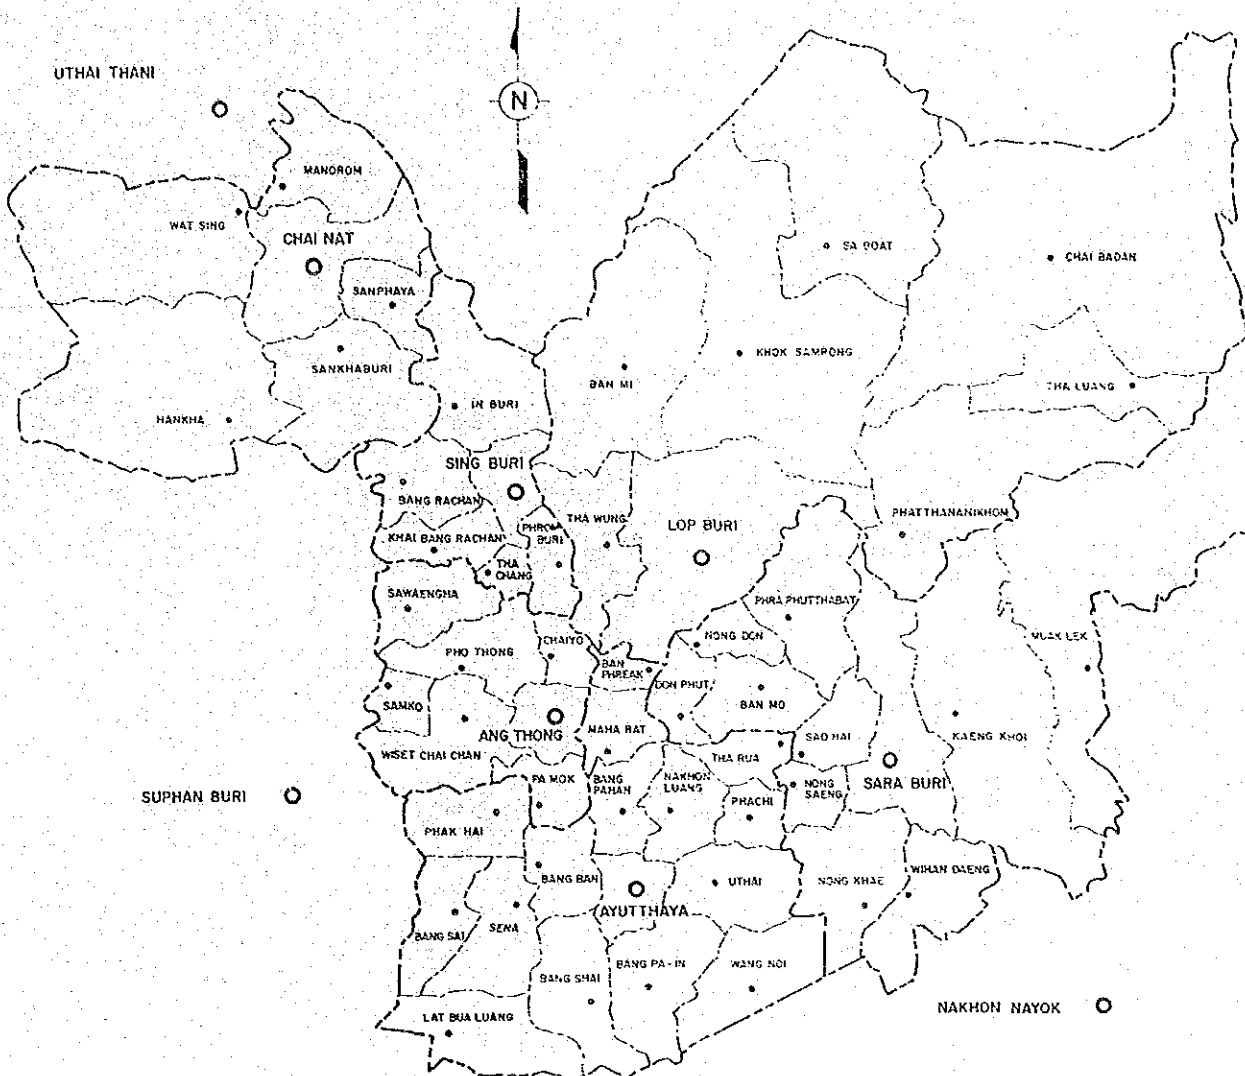 UTHAI THANI
N
MANOROM
WAT SING
CHAI NAT
SA BOAT
CHAI BADAN
SANPHAYA
KHOK SAMRONG
SANKHABURI
BAN MI
THA LUANG
IN BURI
HANKHA
SING BURI
BANG RACHAN
THA WUNG
LOP BURI
PHATTHANANIKHOM
PHROM
BURI
KHAI BANG RACHAN
THA
CHANG
SAWAENGHA
PHRA PHUTTHABAT
NONG DON
MUAK LEK
CHAIYO
PHO THONG
BAN
PHREAK
DON PHUT
SAMKO
BAN MO
MAHA RAT
ANG THONG
SAO HAI
KAENG KHOI
WISET CHAI CHAN
THA RUA
SUPHAN BURI
PA MOK
BANG
PAHAN
NAKHON
LUANG
NONG
SAENG
SARA BURI
PHACHI
PHAK HAI
WIHAN DAENG
BANG BAN
UTHAI
NONG KHAE
AYUTTHAYA
SENA
BANG SAI
BANG PA-IN
WANG NOI
BANG SHAI
NAKHON NAYOK
LAT BUA LUANG